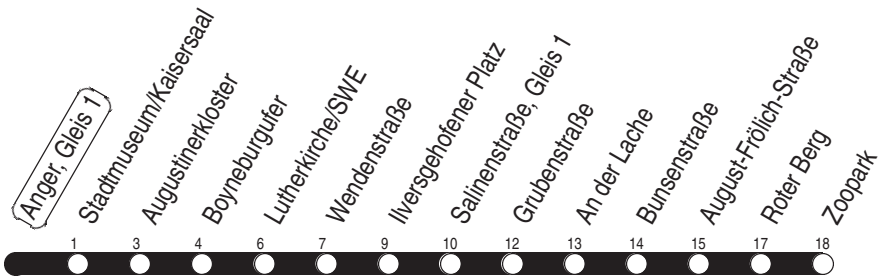 Anger, Gleis 1
Stadtmuseum/Kaisersaal
Augustinerkloster
Boyneburgufer
Lutherkirche/SWE
Wendenstraße
Ilversgehofener Platz
Salinenstraße, Gleis 1
Grubenstraße
An der Lache
Bunsenstraße
August-Frölich-Straße
Roter Berg
Zoopark
1 3 4 6 7 9 10 12 13 14 15 17 18